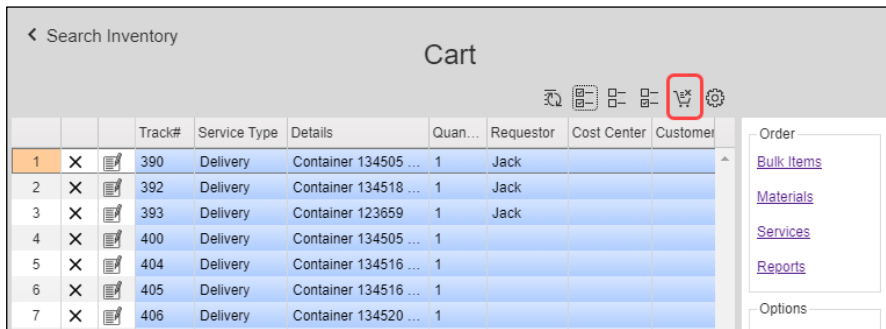 Search Inventory
Cart
Track# Service Type Details Quan... Requestor Cost Center Customer
1 390 Delivery Container 134505 ... 1 Jack
2 392 Delivery Container 134518 ... 1 Jack
3 393 Delivery Container 123659 1 Jack
4 400 Delivery Container 134505 ... 1
5 404 Delivery Container 134516 ... 1
6 405 Delivery Container 134516 ... 1
7 406 Delivery Container 134520 ... 1
Order
Bulk Items
Materials
Services
Reports
Options